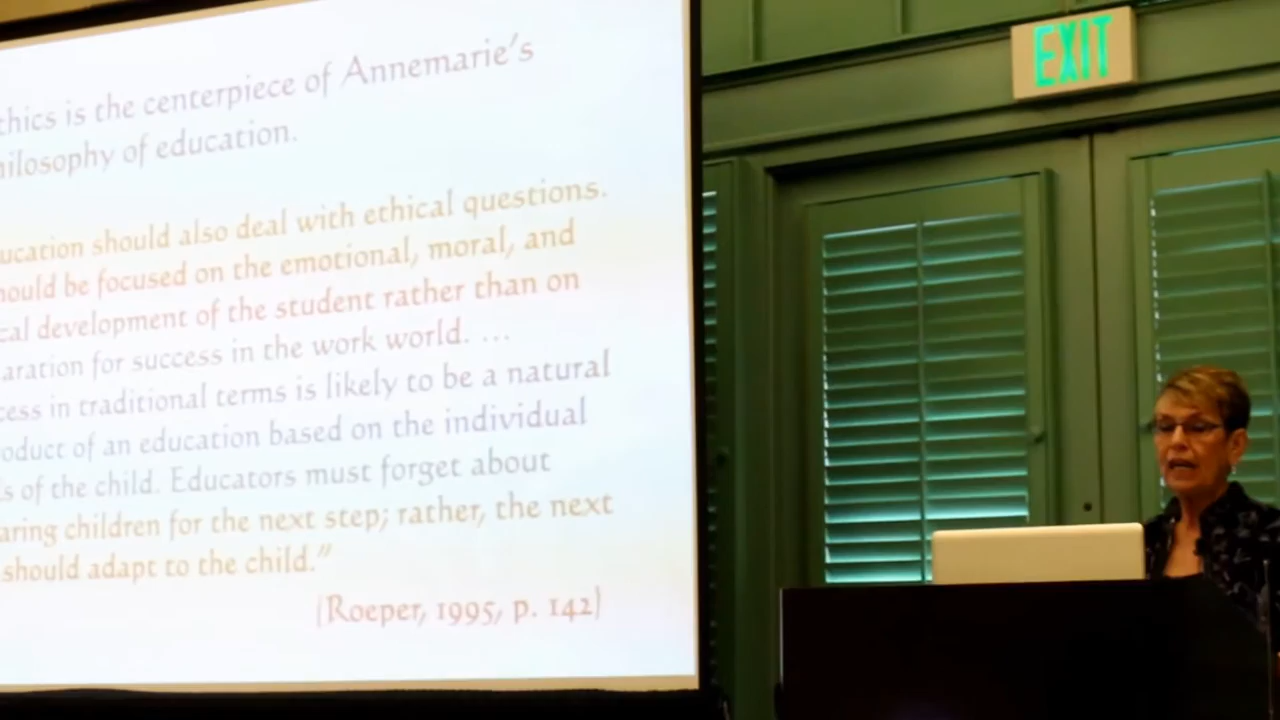 EXIT
thics is the centerpiece of Annemarie's
hilosophy of education.
ucation should also deal with ethical questions.
hould be focused on the emotional, moral, and
cal development of the student rather than on
aration for success in the work world. …
cess in traditional terms is likely to be a natural
oduct of an education based on the individual
s of the child. Educators must forget about
aring children for the next step; rather, the next
should adapt to the child."
(Roeper, 1995, p. 142)